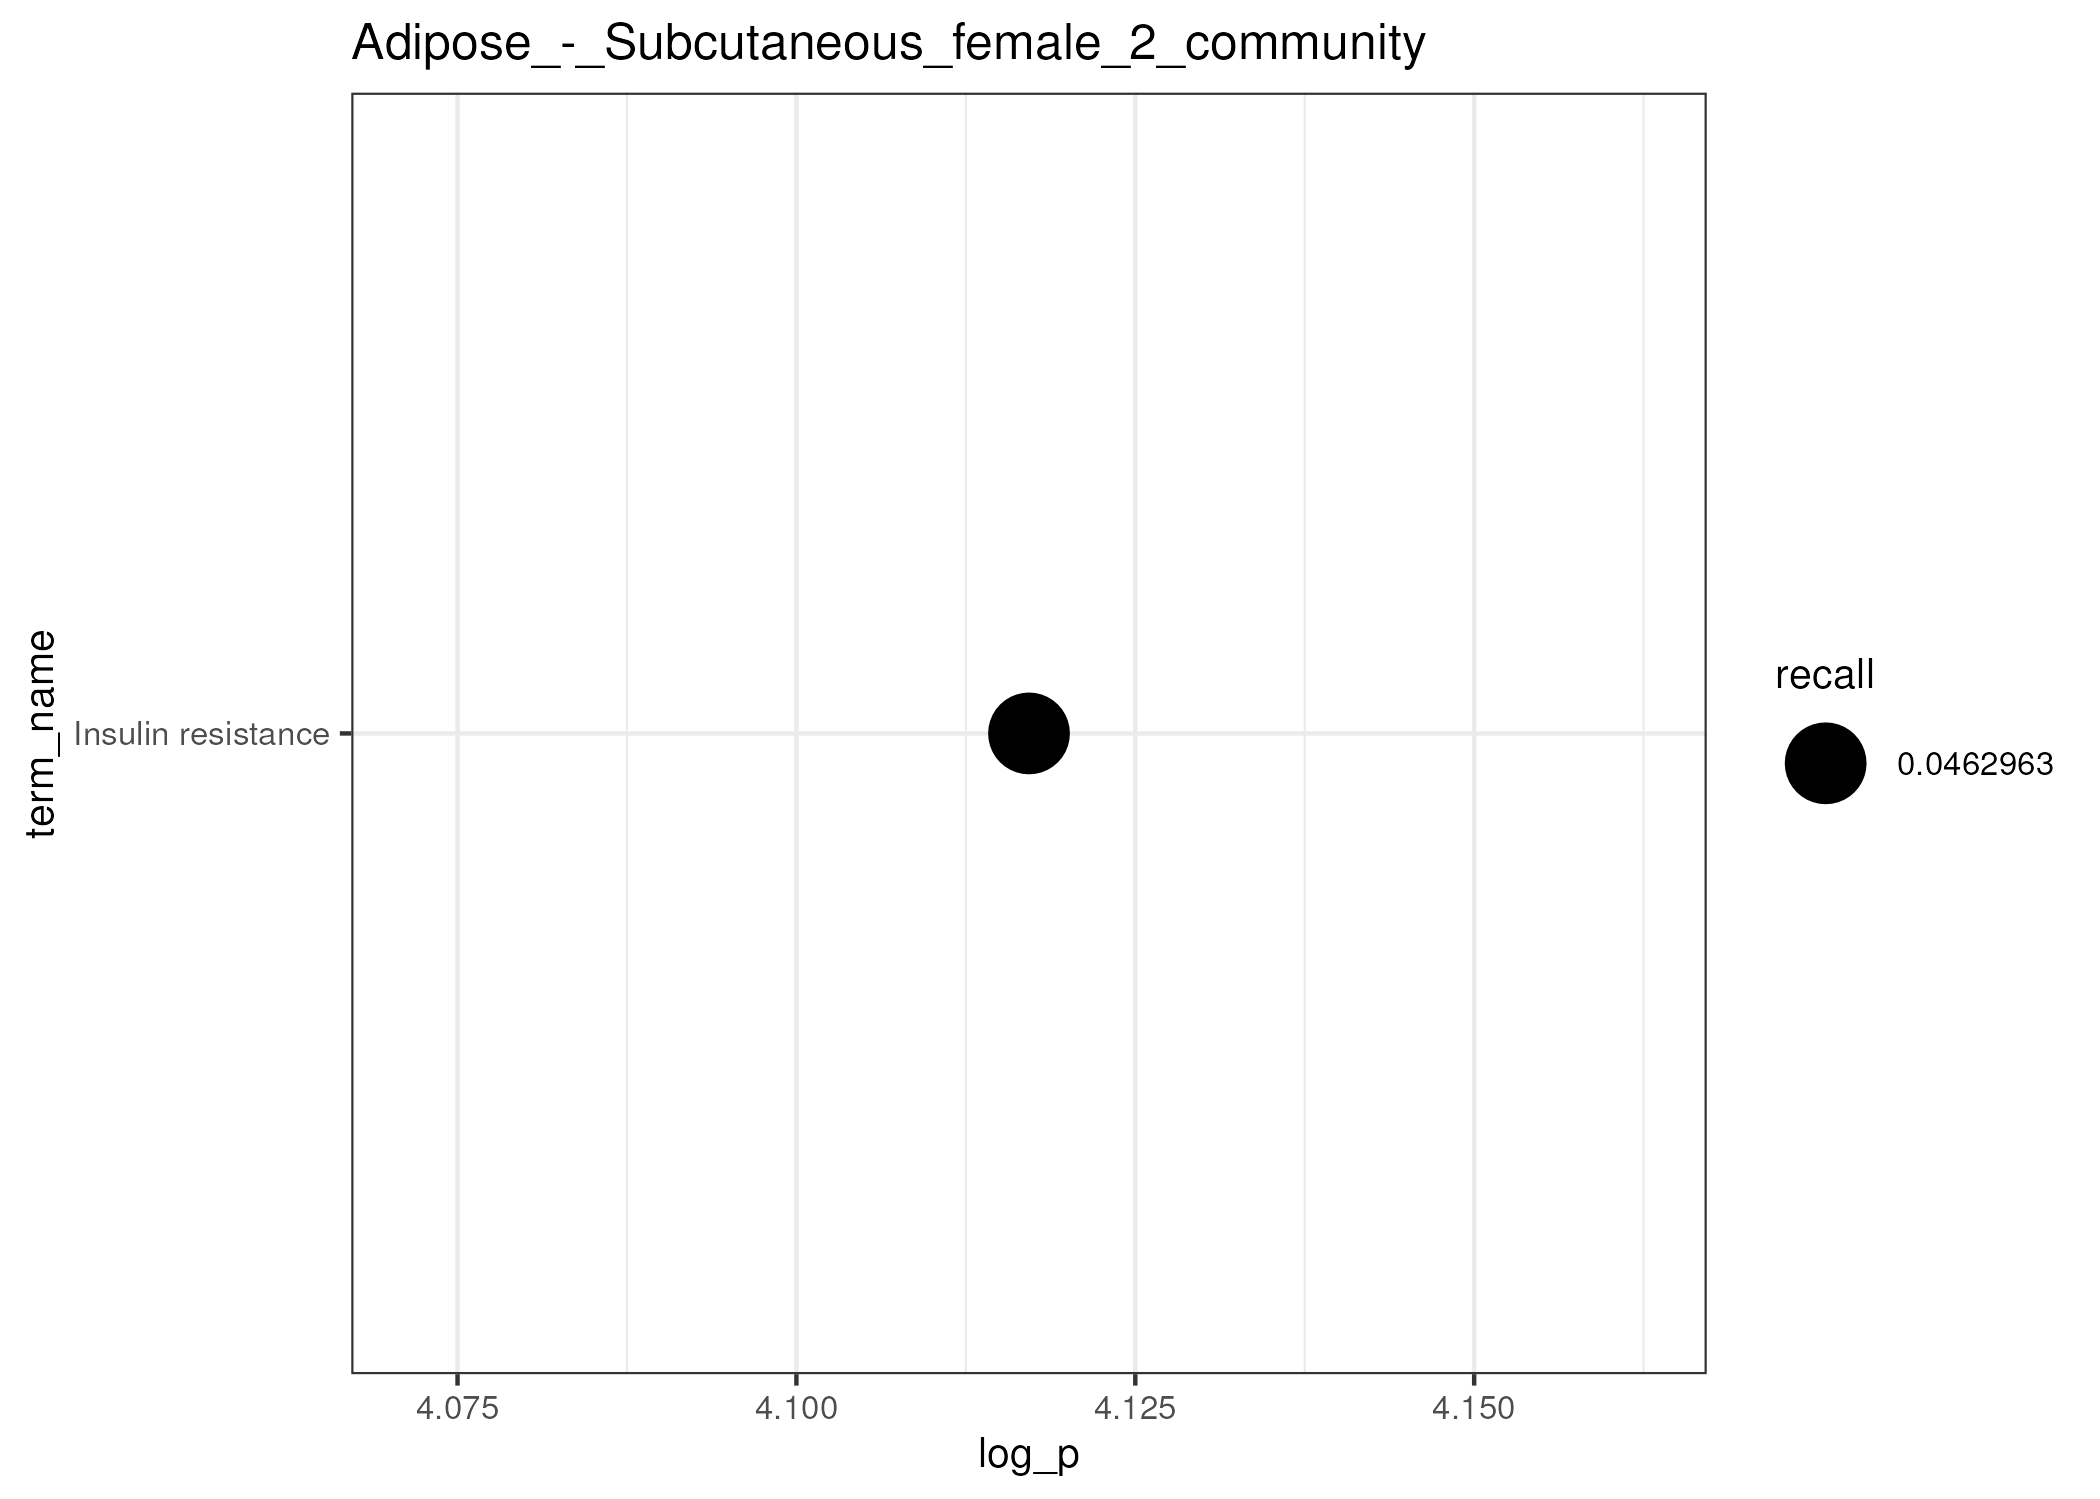 Adipose_-_Subcutaneous_female_2_community
term_name
Insulin resistance
recall
0.0462963
4.075 4.100 4.125 4.150
log_p